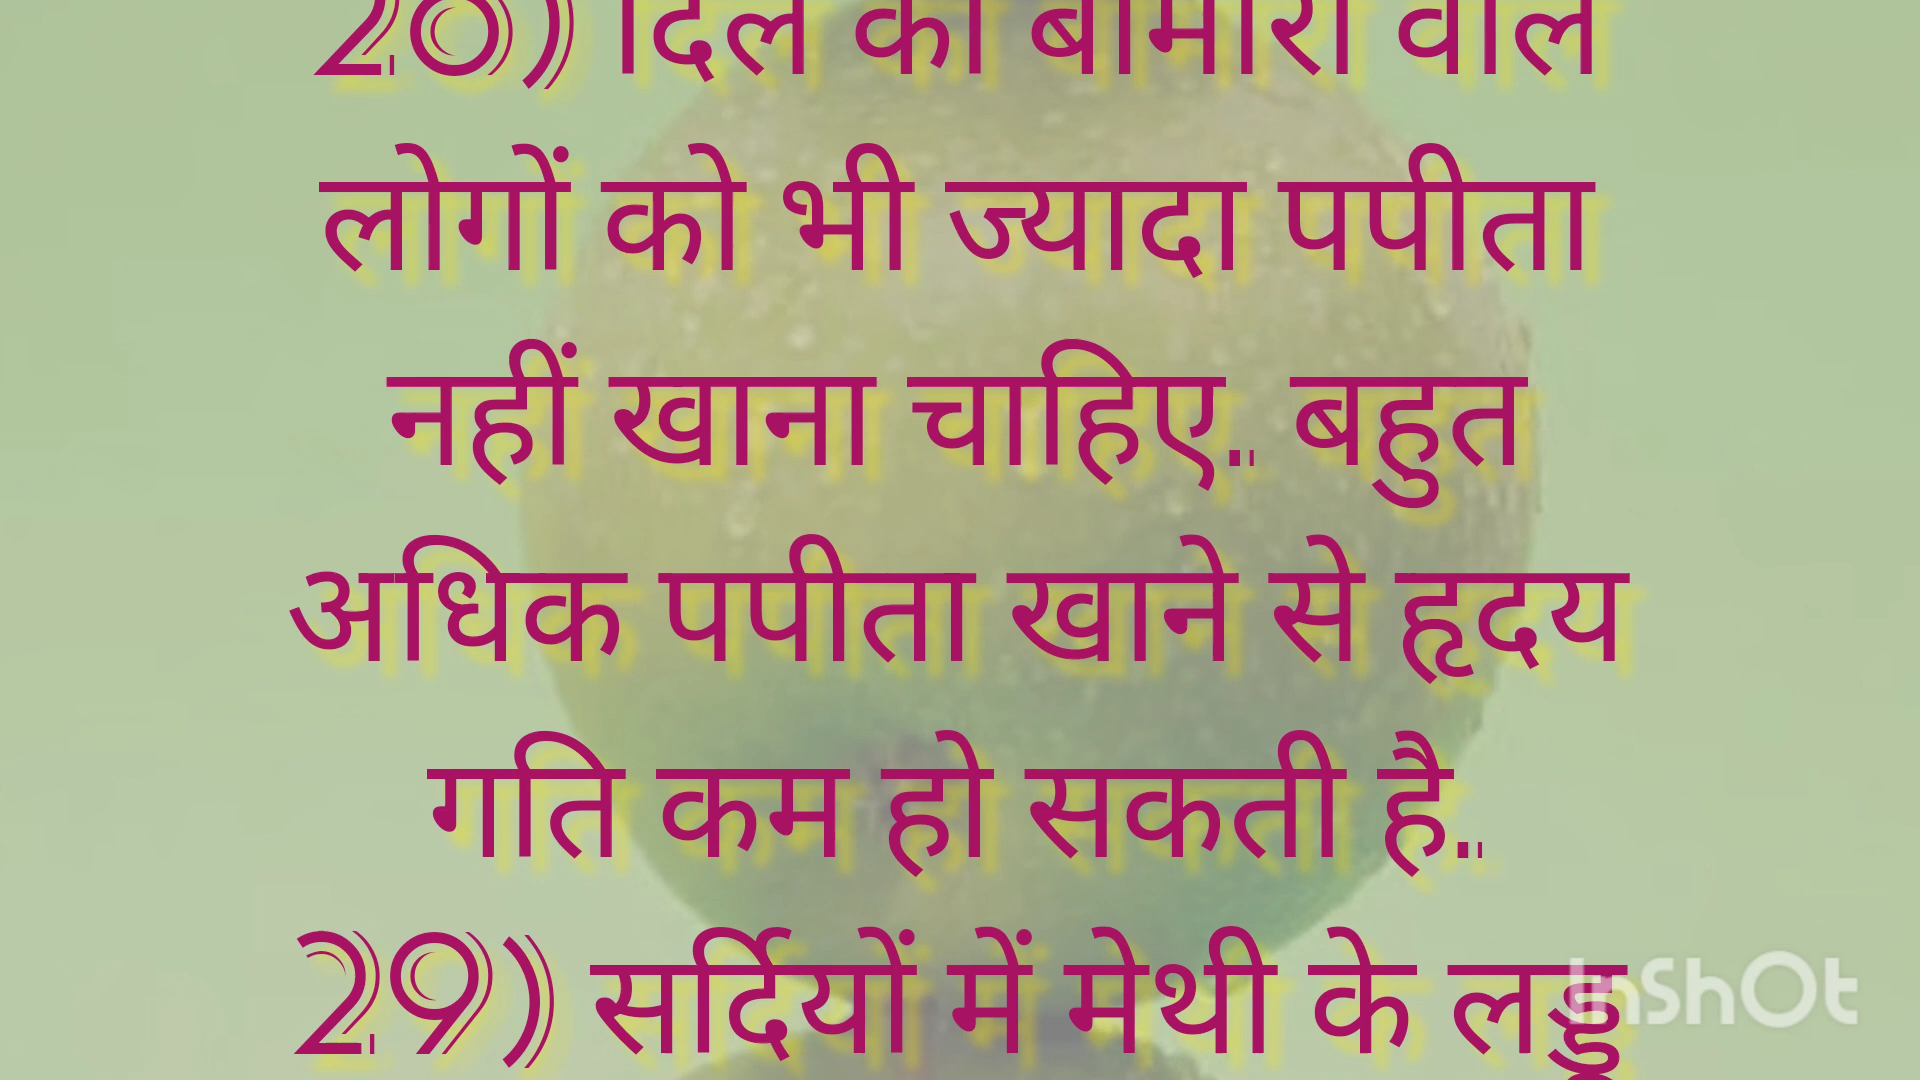 28) दिल की बीमारी वाले
लोगों को भी ज्यादा पपीता
नहीं खाना चाहिए.. बहुत
अधिक पपीता खाने से हृदय
गति कम हो सकती है..
29) सर्दियों में मेथी के लड्डू
InShOt